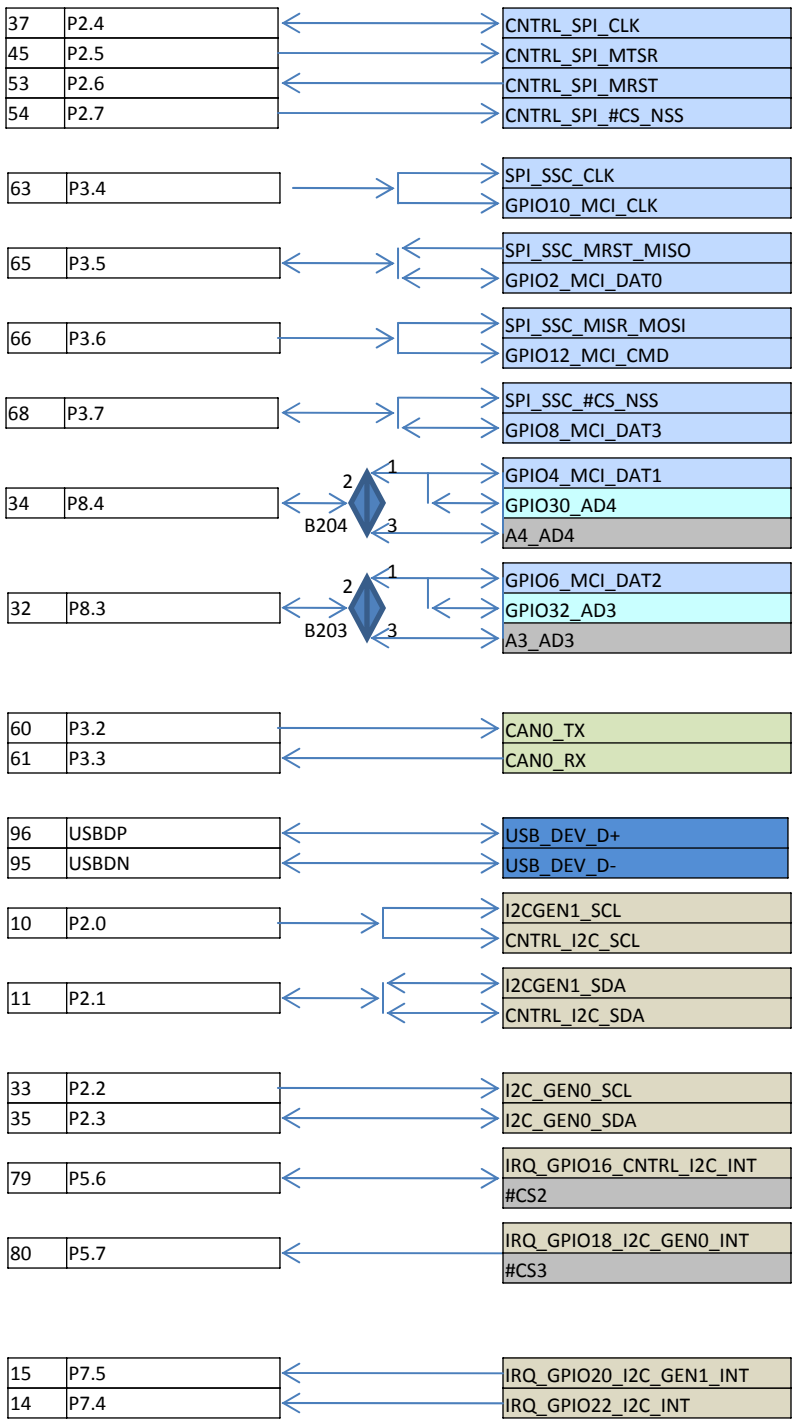 37 P2.4 CNTRL_SPI_CLK
45 P2.5 CNTRL_SPI_MTSR
53 P2.6 CNTRL_SPI_MRST
54 P2.7 CNTRL_SPI_#CS_NSS
SPI_SSC_CLK
63 P3.4
GPIO10_MCI_CLK
SPI_SSC_MRST_MISO
65 P3.5
GPIO2_MCI_DAT0
SPI_SSC_MISR_MOSI
66 P3.6
GPIO12_MCI_CMD
SPI_SSC_#CS_NSS
68 P3.7
GPIO8_MCI_DAT3
1 GPIO4_MCI_DAT1
2
34 P8.4 GPIO30_AD4
B204 3 A4_AD4
1 GPIO6_MCI_DAT2
2
32 P8.3 GPIO32_AD3
B203 3 A3_AD3
60 P3.2 CAN0_TX
61 P3.3 CAN0_RX
96 USBDP USB_DEV_D+
95 USBDN USB_DEV_D-
I2CGEN1_SCL
10 P2.0
CNTRL_I2C_SCL
I2CGEN1_SDA
11 P2.1
CNTRL_I2C_SDA
33 P2.2 I2C_GEN0_SCL
35 P2.3 I2C_GEN0_SDA
IRQ_GPIO16_CNTRL_I2C_INT
79 P5.6
#CS2
IRQ_GPIO18_I2C_GEN0_INT
80 P5.7
#CS3
15 P7.5 IRQ_GPIO20_I2C_GEN1_INT
14 P7.4 IRQ_GPIO22_I2C_INT